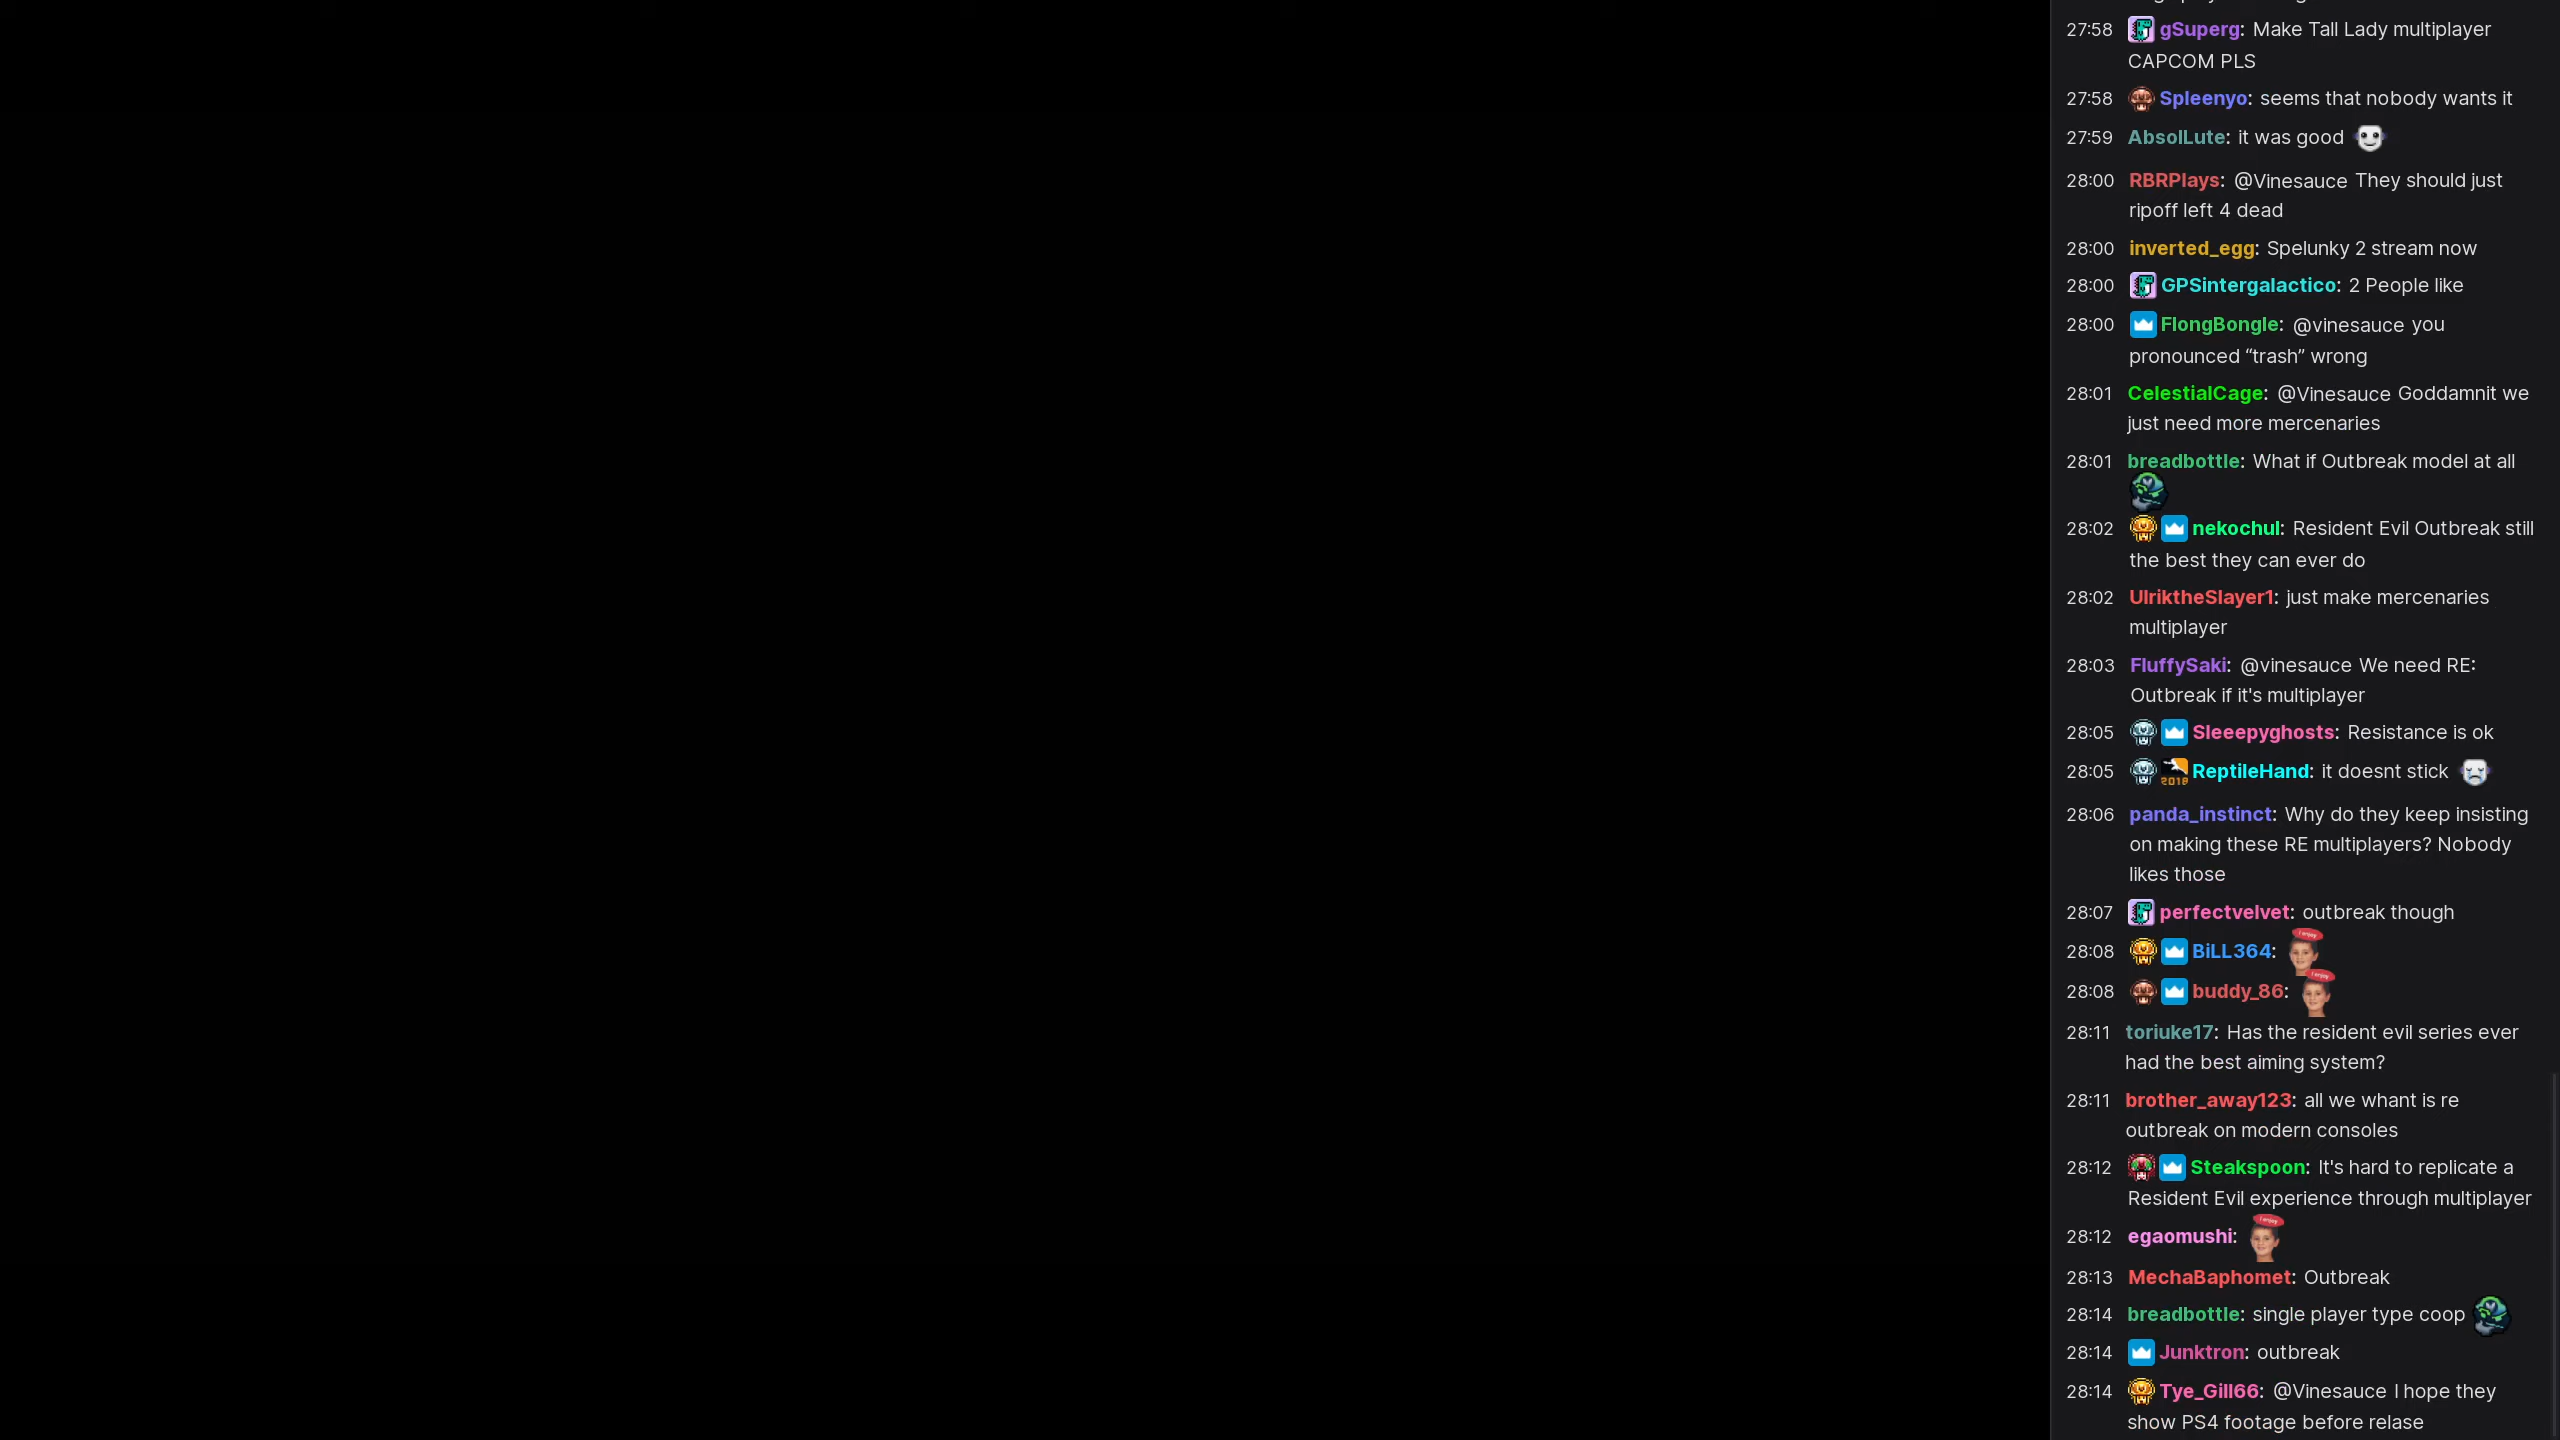 27:58 gSuperg: Make Tall Lady multiplayer
CAPCOM PLS
27:58 Spleenyo: seems that nobody wants it
27:59 AbsolLute: it was good
28:00 RBRPlays: @Vinesauce They should just
ripoff left 4 dead
28:00 inverted_egg: Spelunky 2 stream now
28:00 GPSintergalactico: 2 People like
28:00 FlongBongle: @vinesauce you
pronounced “trash” wrong
28:01 CelestialCage: @Vinesauce Goddamnit we
just need more mercenaries
28:01 breadbottle: What if Outbreak model at all
28:02 nekochul: Resident Evil Outbreak still
the best they can ever do
28:02 UlriktheSlayer1: just make mercenaries
multiplayer
28:03 FluffySaki: @vinesauce We need RE:
Outbreak if it's multiplayer
28:05 Sleeepyghosts: Resistance is ok
28:05 2018 ReptileHand: it doesnt stick
28:06 panda_instinct: Why do they keep insisting
on making these RE multiplayers? Nobody
likes those
28:07 perfectvelvet: outbreak though
28:08 BiLL364: I enjoy
28:08 buddy_86: I enjoy
28:11 toriuke17: Has the resident evil series ever
had the best aiming system?
28:11 brother_away123: all we whant is re
outbreak on modern consoles
28:12 Steakspoon: It's hard to replicate a
Resident Evil experience through multiplayer
28:12 egaomushi: I enjoy
28:13 MechaBaphomet: Outbreak
28:14 breadbottle: single player type coop
28:14 Junktron: outbreak
28:14 Tye_Gill66: @Vinesauce I hope they
show PS4 footage before relase